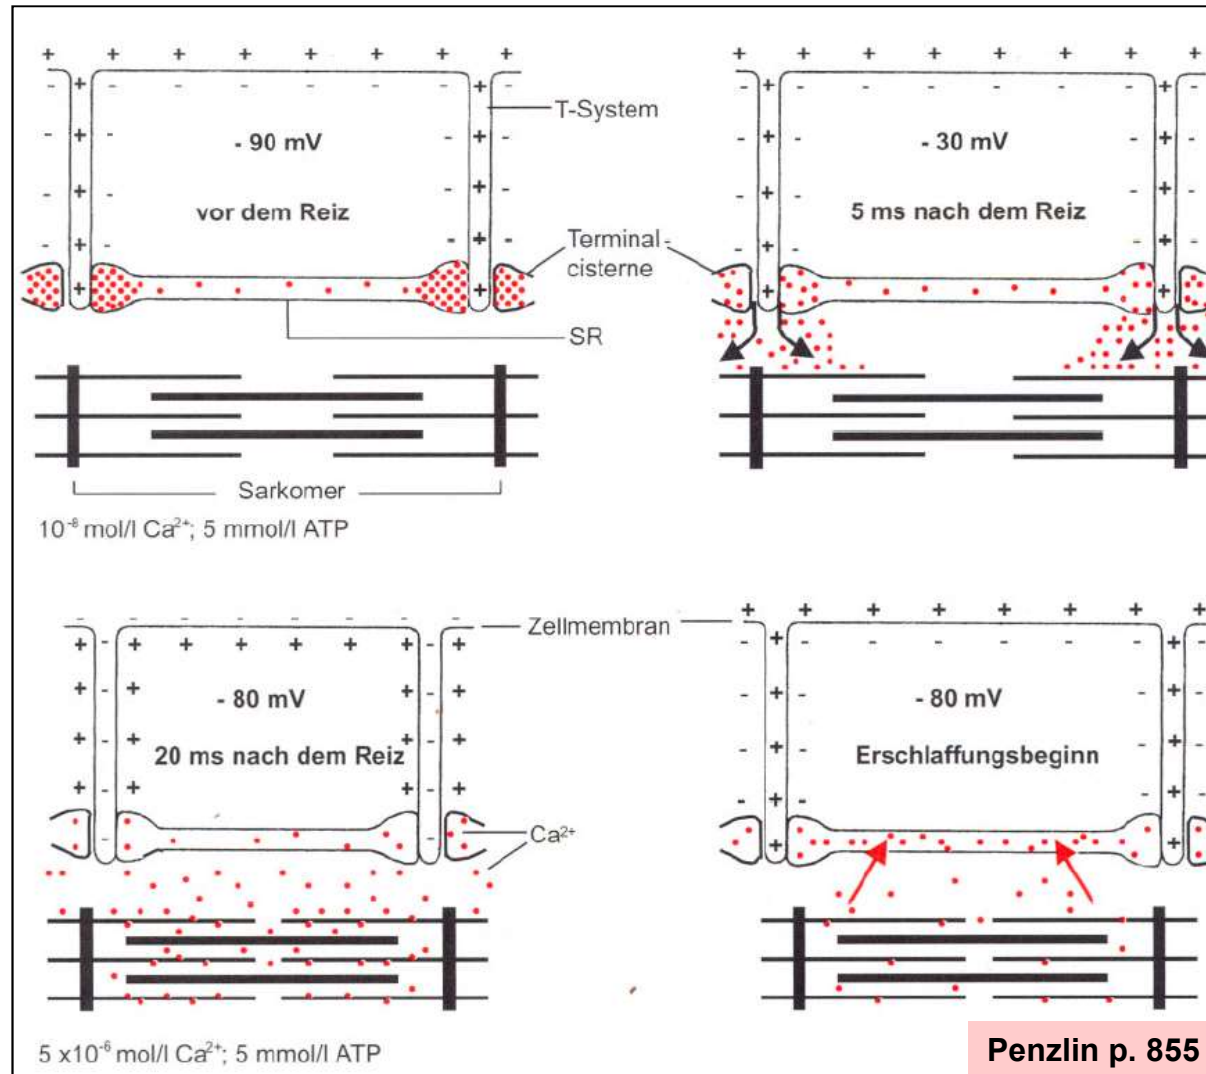 - 90 mV
vor dem Reiz
T-System
- 30 mV
5 ms nach dem Reiz
Terminal-
cisterne
SR
Sarkomer
10⁻⁸ mol/l Ca²⁺; 5 mmol/l ATP
- 80 mV
20 ms nach dem Reiz
Zellmembran
- 80 mV
Erschlaffungsbeginn
Ca²⁺
5 x10⁻⁶ mol/l Ca²⁺; 5 mmol/l ATP
Penzlin p. 855